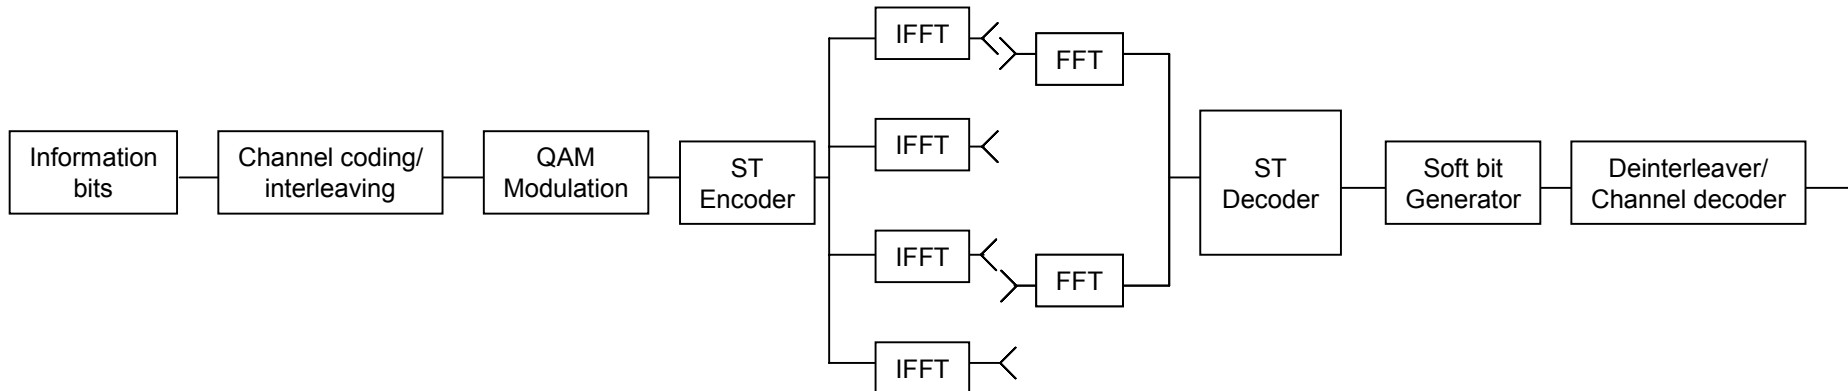 Information
bits
Channel coding/
interleaving
QAM
Modulation
ST
Encoder
IFFT
IFFT
IFFT
IFFT
FFT
FFT
ST
Decoder
Soft bit
Generator
Deinterleaver/
Channel decoder